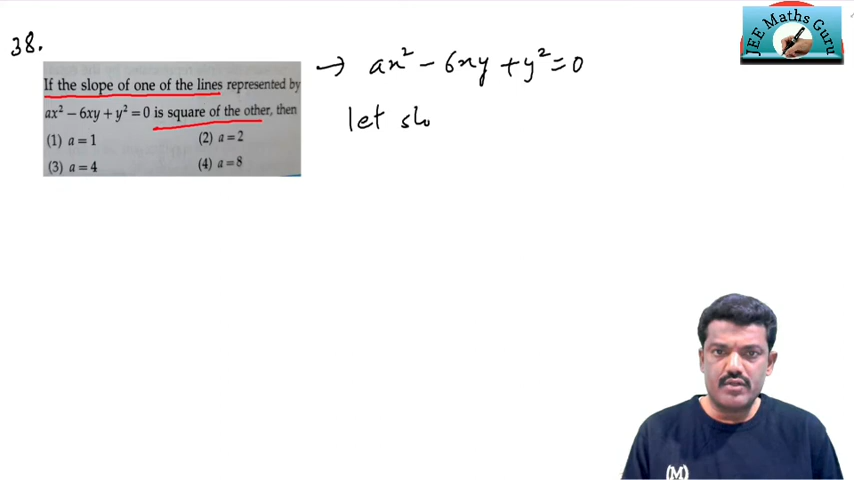 38.
If the slope of one of the lines represented by
ax² − 6xy + y² = 0 is square of the other, then
(1) a = 1 (2) a = 2
(3) a = 4 (4) a = 8
→ ax² − 6xy + y² = 0
let slo
JEE Maths Guru
(M)